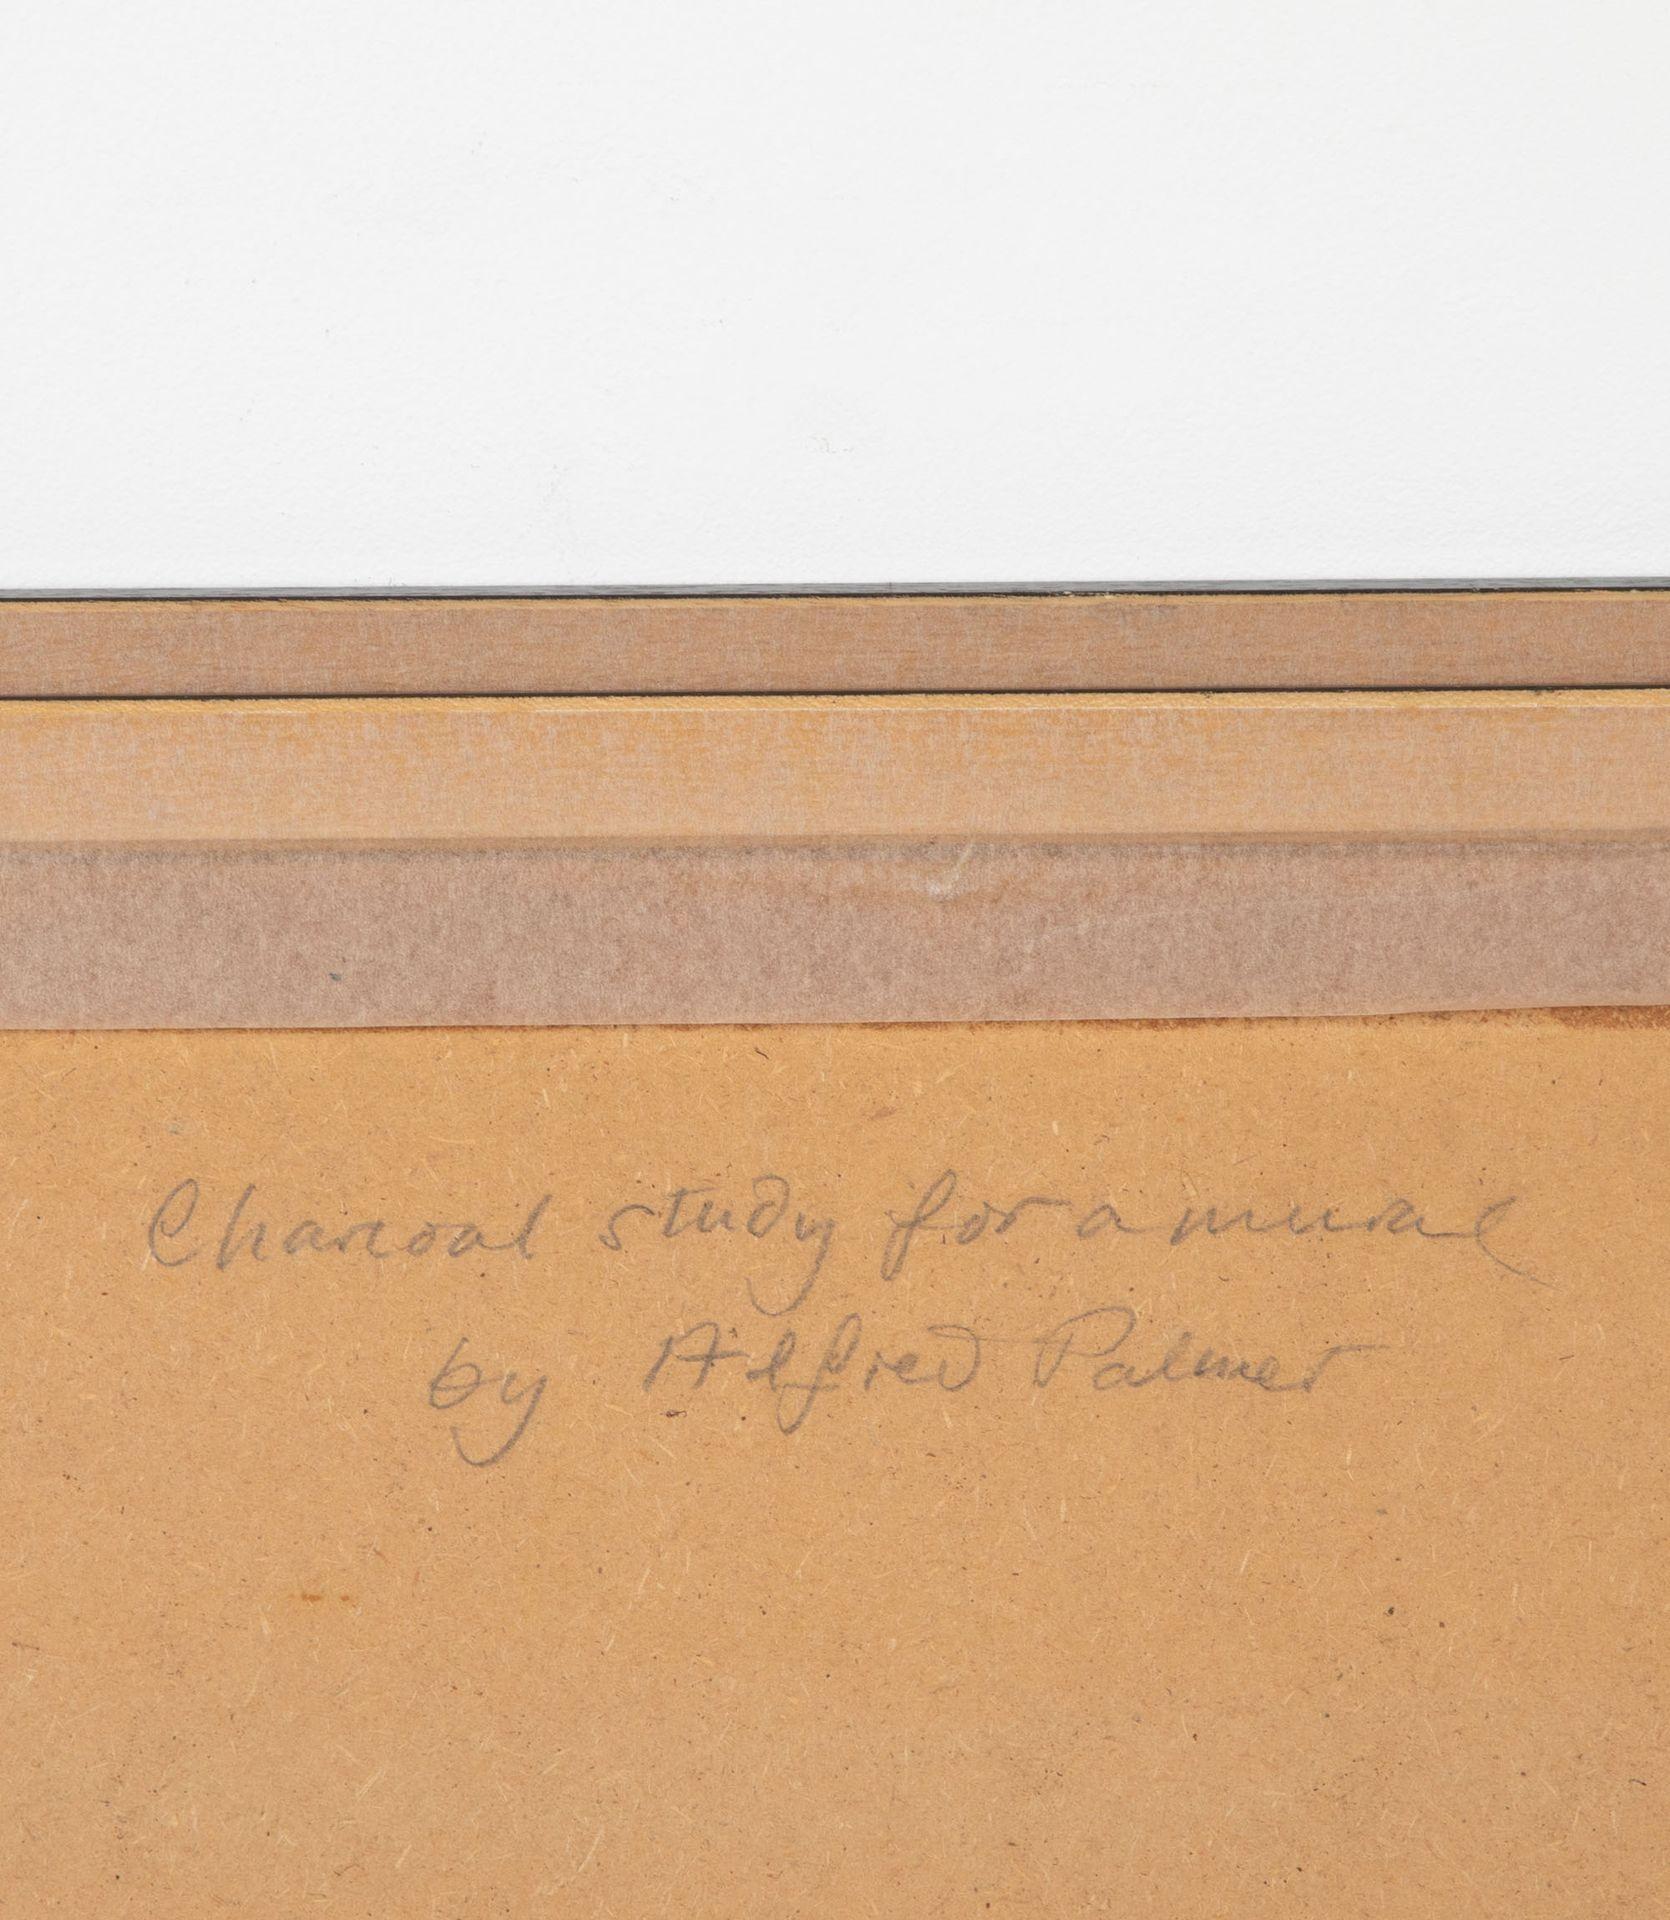 Charcoal study for a mural
by Alfred Palmer